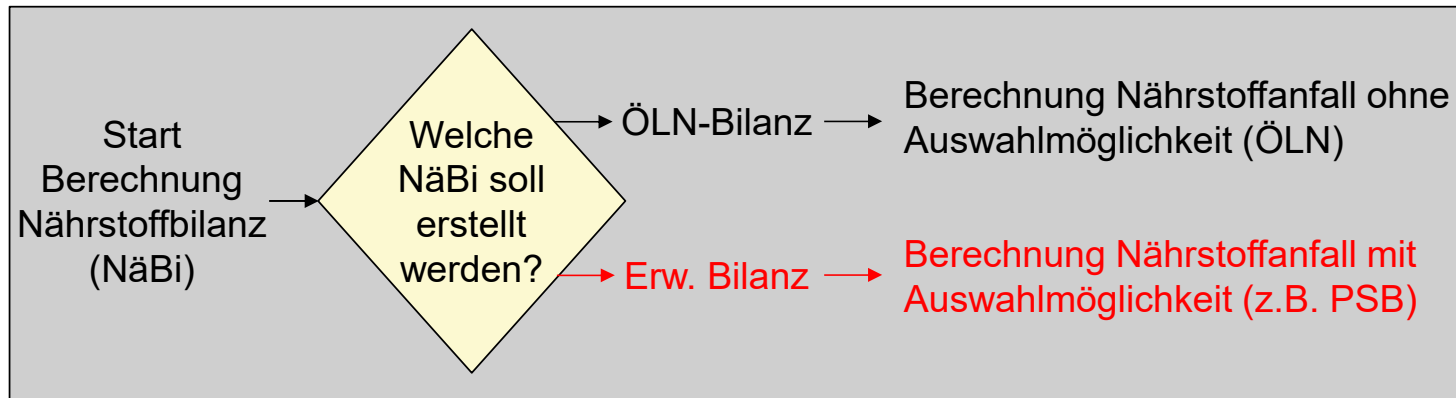 Start
Berechnung
Nährstoffbilanz
(NäBi)
Welche
NäBi soll
erstellt
werden?
ÖLN-Bilanz
Berechnung Nährstoffanfall ohne
Auswahlmöglichkeit (ÖLN)
Erw. Bilanz
Berechnung Nährstoffanfall mit
Auswahlmöglichkeit (z.B. PSB)